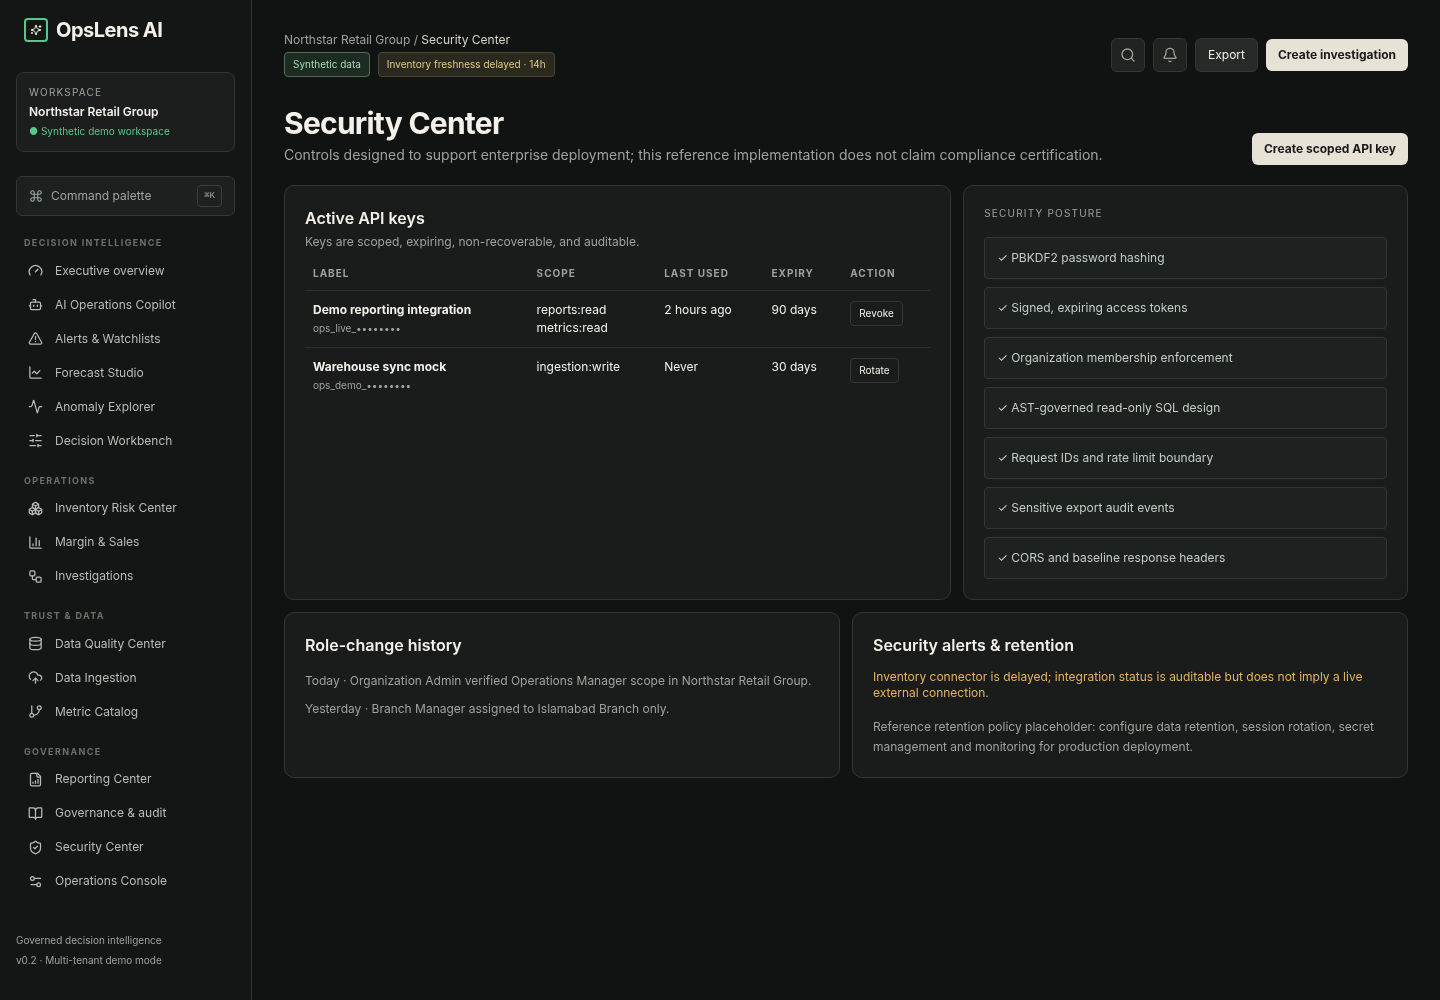 OpsLens AI
WORKSPACE
Northstar Retail Group
Synthetic demo workspace
Command palette ⌘K
DECISION INTELLIGENCE
Executive overview
AI Operations Copilot
Alerts & Watchlists
Forecast Studio
Anomaly Explorer
Decision Workbench
OPERATIONS
Inventory Risk Center
Margin & Sales
Investigations
TRUST & DATA
Data Quality Center
Data Ingestion
Metric Catalog
GOVERNANCE
Reporting Center
Governance & audit
Security Center
Operations Console
Governed decision intelligence
v0.2 · Multi-tenant demo mode
Northstar Retail Group / Security Center
Synthetic data
Inventory freshness delayed · 14h
Export
Create investigation
Security Center
Controls designed to support enterprise deployment; this reference implementation does not claim compliance certification.
Create scoped API key
Active API keys
Keys are scoped, expiring, non-recoverable, and auditable.
LABEL SCOPE LAST USED EXPIRY ACTION
Demo reporting integration reports:read 2 hours ago 90 days Revoke
ops_live_•••••••• metrics:read
Warehouse sync mock ingestion:write Never 30 days Rotate
ops_demo_••••••••
SECURITY POSTURE
✓ PBKDF2 password hashing
✓ Signed, expiring access tokens
✓ Organization membership enforcement
✓ AST-governed read-only SQL design
✓ Request IDs and rate limit boundary
✓ Sensitive export audit events
✓ CORS and baseline response headers
Role-change history
Today · Organization Admin verified Operations Manager scope in Northstar Retail Group.
Yesterday · Branch Manager assigned to Islamabad Branch only.
Security alerts & retention
Inventory connector is delayed; integration status is auditable but does not imply a live
external connection.
Reference retention policy placeholder: configure data retention, session rotation, secret
management and monitoring for production deployment.